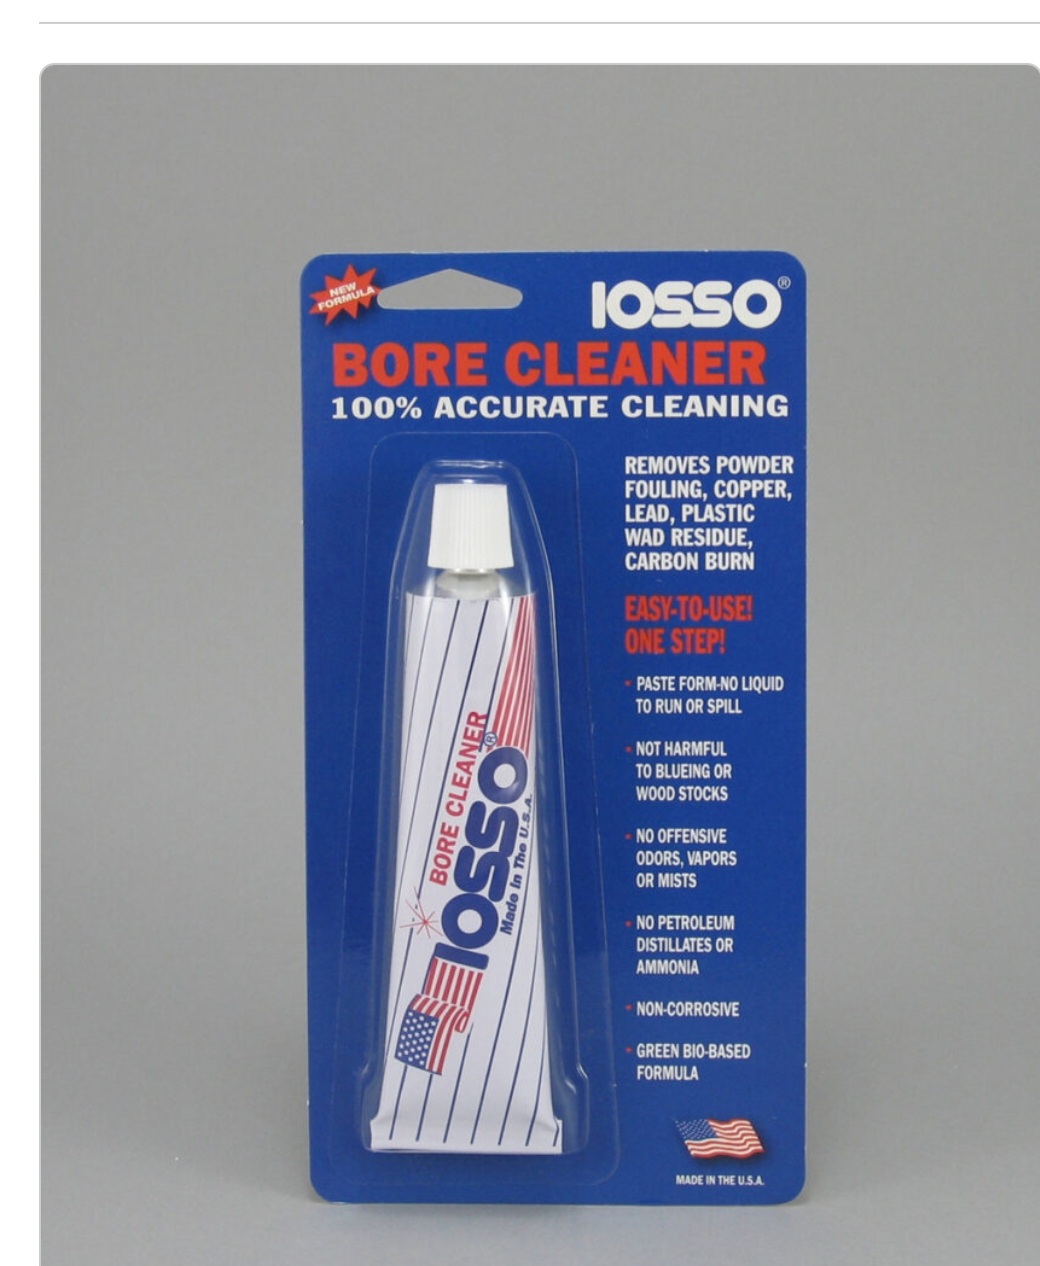 NEW
FORMULA
IOSSO®
BORE CLEANER
100% ACCURATE CLEANING
REMOVES POWDER
FOULING, COPPER,
LEAD, PLASTIC
WAD RESIDUE,
CARBON BURN
EASY-TO-USE!
ONE STEP!
• PASTE FORM-NO LIQUID
TO RUN OR SPILL
• NOT HARMFUL
TO BLUEING OR
WOOD STOCKS
• NO OFFENSIVE
ODORS, VAPORS
OR MISTS
• NO PETROLEUM
DISTILLATES OR
AMMONIA
• NON-CORROSIVE
• GREEN BIO-BASED
FORMULA
MADE IN THE U.S.A.
BORE CLEANER
IOSSO®
Made In The U.S.A.